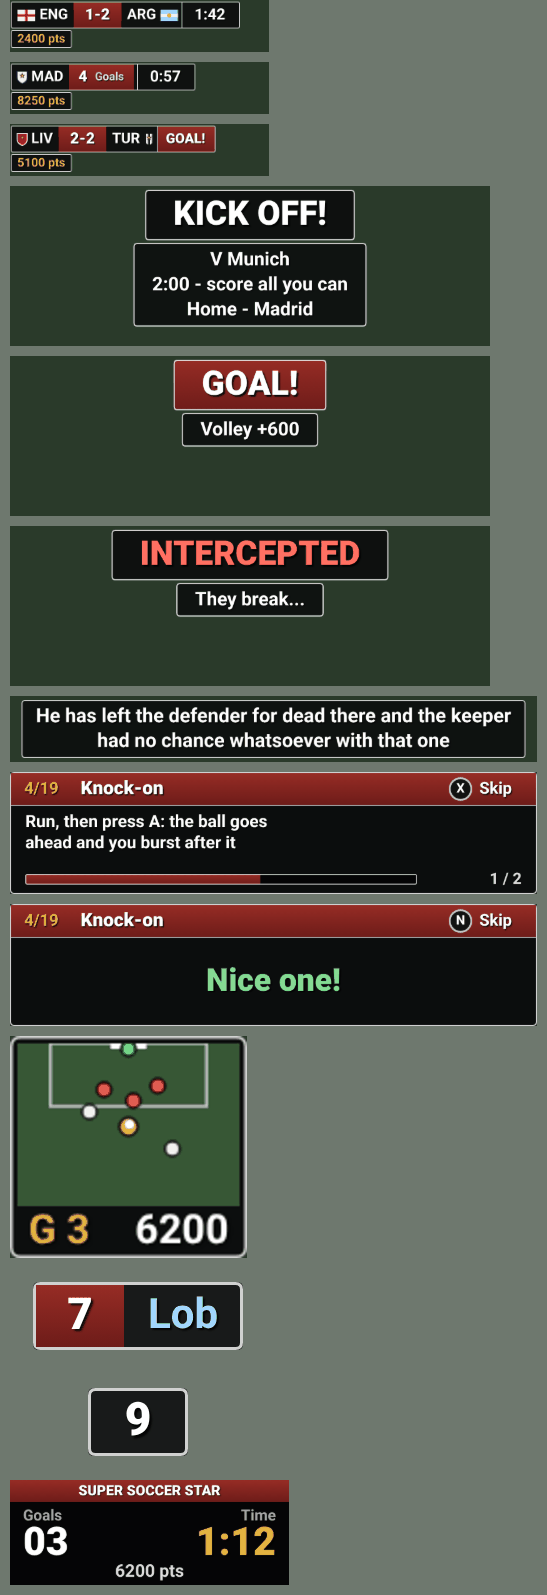 ENG 1-2 ARG 1:42
2400 pts
MAD 4 Goals 0:57
8250 pts
LIV 2-2 TUR GOAL!
5100 pts
KICK OFF!
V Munich
2:00 - score all you can
Home - Madrid
GOAL!
Volley +600
INTERCEPTED
They break...
He has left the defender for dead there and the keeper
had no chance whatsoever with that one
4/19 Knock-on X Skip
Run, then press A: the ball goes
ahead and you burst after it
1 / 2
4/19 Knock-on N Skip
Nice one!
G 3 6200
7 Lob
9
SUPER SOCCER STAR
Goals Time
03 1:12
6200 pts